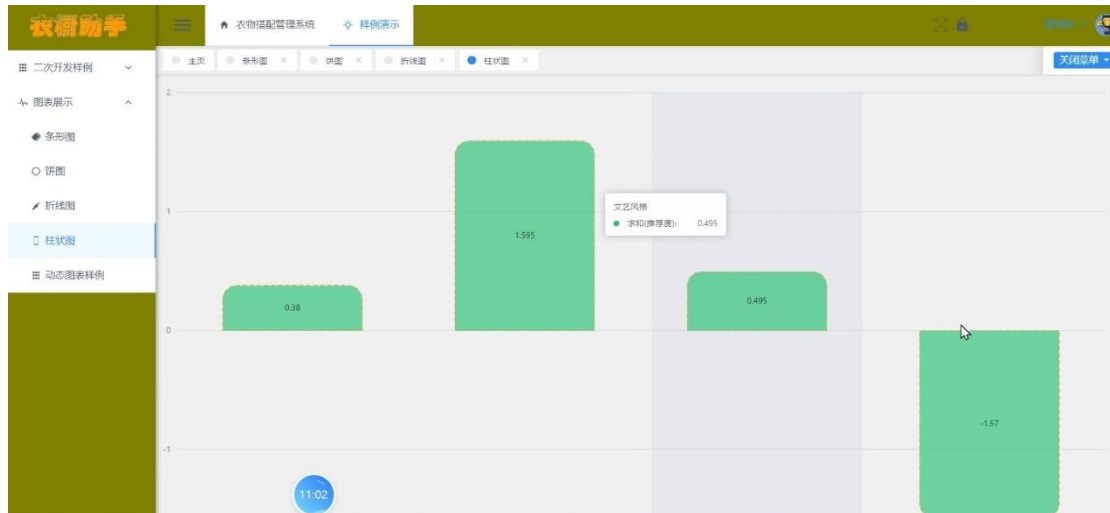 衣橱助手
衣物搭配管理系统
样例演示
二次开发样例
图表展示
条形图
饼图
折线图
柱状图
动态图表样例
主页
条形图 ×
饼图 ×
折线图 ×
柱状图 ×
关闭菜单
2
1
0
-1
0.38
1.595
0.495
-1.57
文艺风格
求和(推荐度): 0.495
11:02